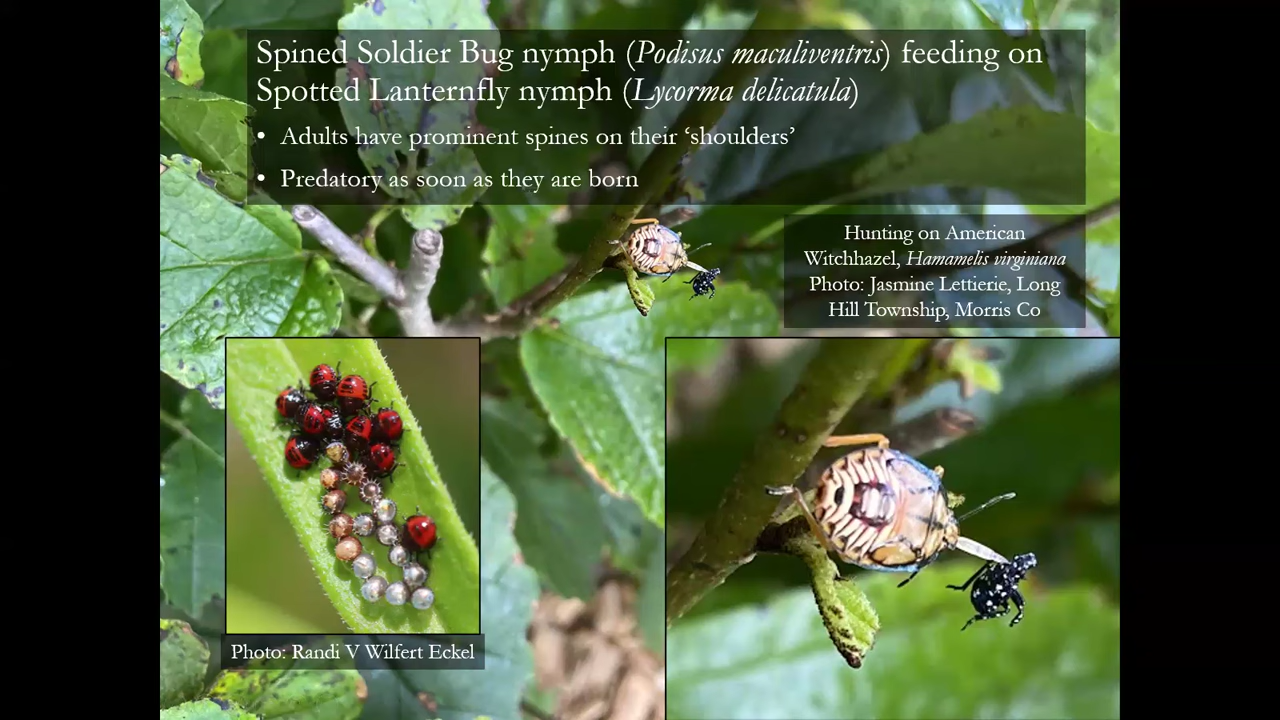 Spined Soldier Bug nymph (Podisus maculiventris) feeding on
Spotted Lanternfly nymph (Lycorma delicatula)
• Adults have prominent spines on their ‘shoulders’
• Predatory as soon as they are born
Hunting on American
Witchhazel, Hamamelis virginiana
Photo: Jasmine Lettierie, Long
Hill Township, Morris Co
Photo: Randi V Wilfert Eckel